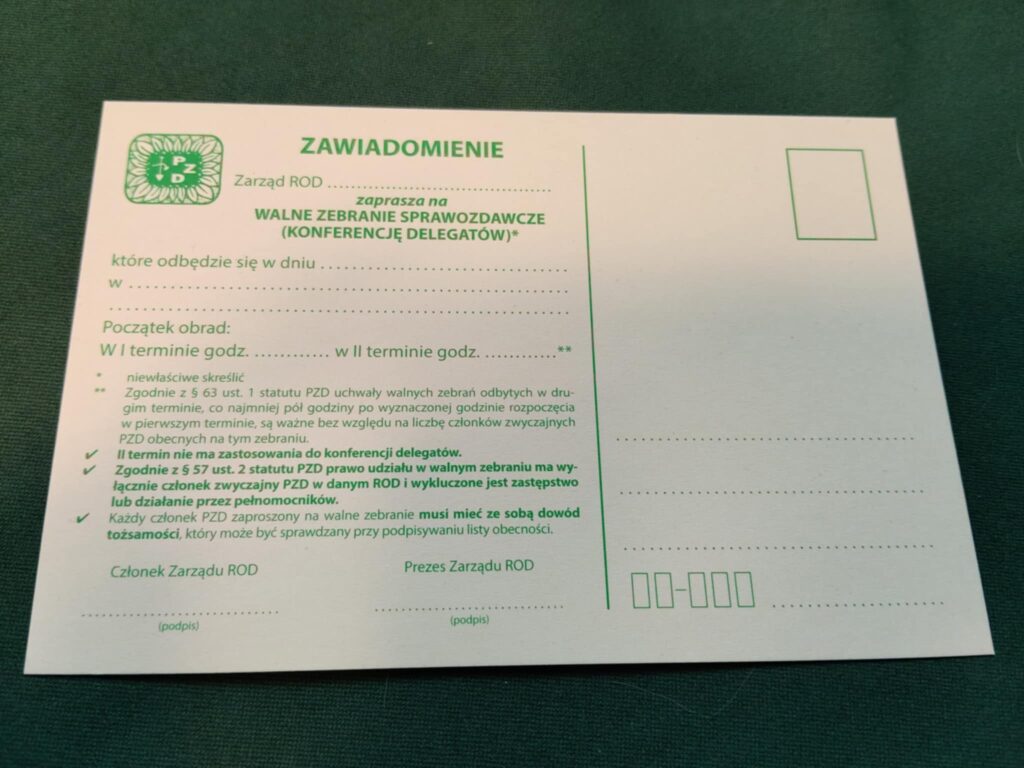 PZD
ZAWIADOMIENIE
Zarząd ROD ........................................
zaprasza na
WALNE ZEBRANIE SPRAWOZDAWCZE
(KONFERENCJĘ DELEGATÓW)*
które odbędzie się w dniu ........................................
w ........................................
........................................
Początek obrad:
W I terminie godz. ............. w II terminie godz. .............**
* niewłaściwe skreślić
** Zgodnie z § 63 ust. 1 statutu PZD uchwały walnych zebrań odbytych w dru-
gim terminie, co najmniej pół godziny po wyznaczonej godzinie rozpoczęcia
w pierwszym terminie, są ważne bez względu na liczbę członków zwyczajnych
PZD obecnych na tym zebraniu.
✓ II termin nie ma zastosowania do konferencji delegatów.
✓ Zgodnie z § 57 ust. 2 statutu PZD prawo udziału w walnym zebraniu ma wy-
łącznie członek zwyczajny PZD w danym ROD i wykluczone jest zastępstwo
lub działanie przez pełnomocników.
✓ Każdy członek PZD zaproszony na walne zebranie musi mieć ze sobą dowód
tożsamości, który może być sprawdzany przy podpisywaniu listy obecności.
Członek Zarządu ROD Prezes Zarządu ROD
........................................ ........................................
(podpis) (podpis)